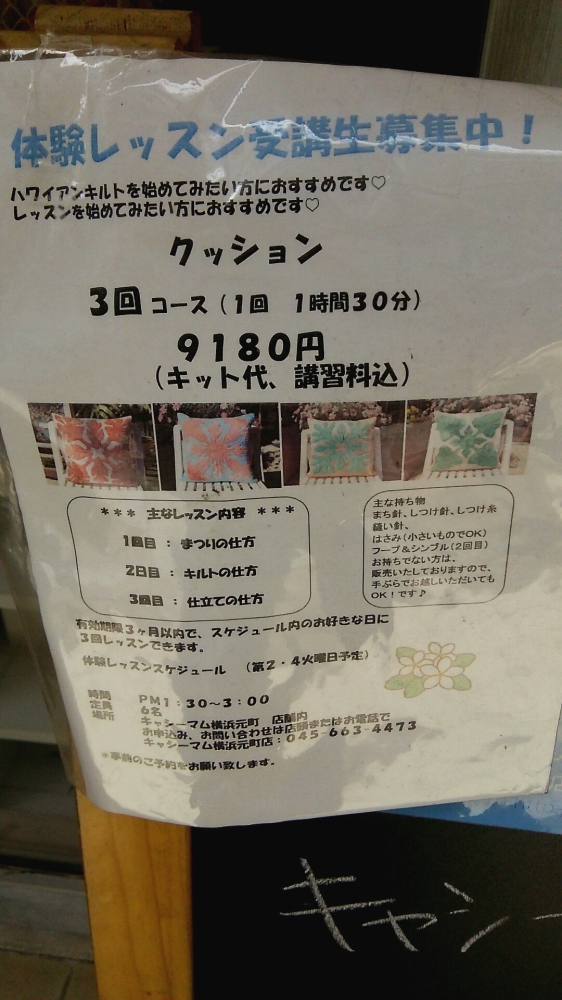 体験レッスン受講生募集中！
ハワイアンキルトを始めてみたい方におすすめです♡
レッスンを始めてみたい方におすすめです♡
クッション
3回コース（1回　1時間30分）
9180円
（キット代、講習料込）
＊＊＊　主なレッスン内容　＊＊＊
1回目：まつりの仕方
2日目：キルトの仕方
3回目：仕立ての仕方
主な持ち物
まち針、しつけ針、しつけ糸
縫い針、
はさみ（小さいものでOK）
フープ＆シンブル（2回目）
お持ちでない方は、
販売いたしておりますので、
手ぶらでお越しいただいても
OK！です♪
有効期限3ヶ月以内で、スケジュール内のお好きな日に
3回レッスンできます。
体験レッスンスケジュール　（第2・4火曜日予定）
時間　PM1：30～3：00
定員　6名
場所　キャシーマム横浜元町　店舗内
お申込み、お問い合わせは店頭またはお電話で
キャシーマム横浜元町店：045-663-4473
＊事前のご予約をお願い致します。
キャシー